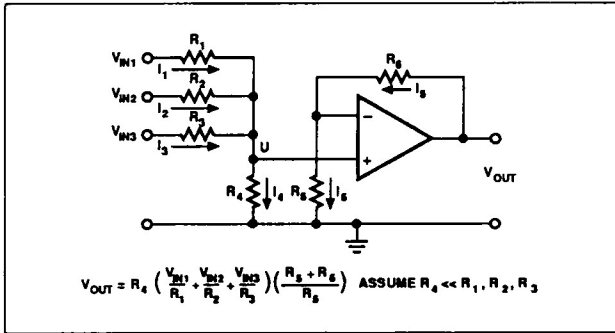 R1
VIN1
I1
R2
VIN2
I2
R3
VIN3
I3
U
R4
I4
R5
I5
R6
I5
−
+
VOUT
VOUT = R4 (VIN1/R1 + VIN2/R2 + VIN3/R3) (R5 + R6/R5) ASSUME R4 << R1, R2, R3